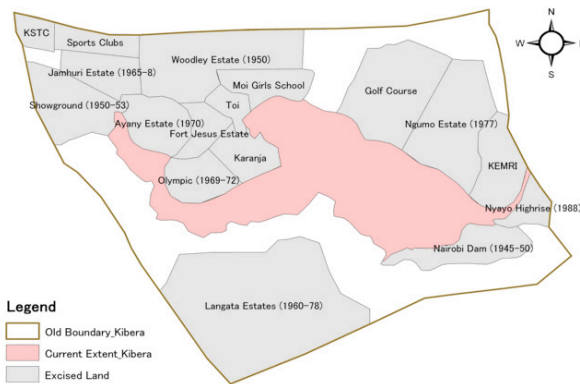 KSTC
Sports Clubs
Woodley Estate (1950)
Jamhuri Estate (1965-8)
Moi Girls School
Golf Course
Showground (1950-53)
Toi
Ayany Estate (1970)
Fort Jesus Estate
Ngumo Estate (1977)
Karanja
KEMRI
Olympic (1969-72)
Nyayo Highrise (1988)
Nairobi Dam (1945-50)
Langata Estates (1960-78)
N
W
S
Legend
Old Boundary_Kibera
Current Extent_Kibera
Excised Land